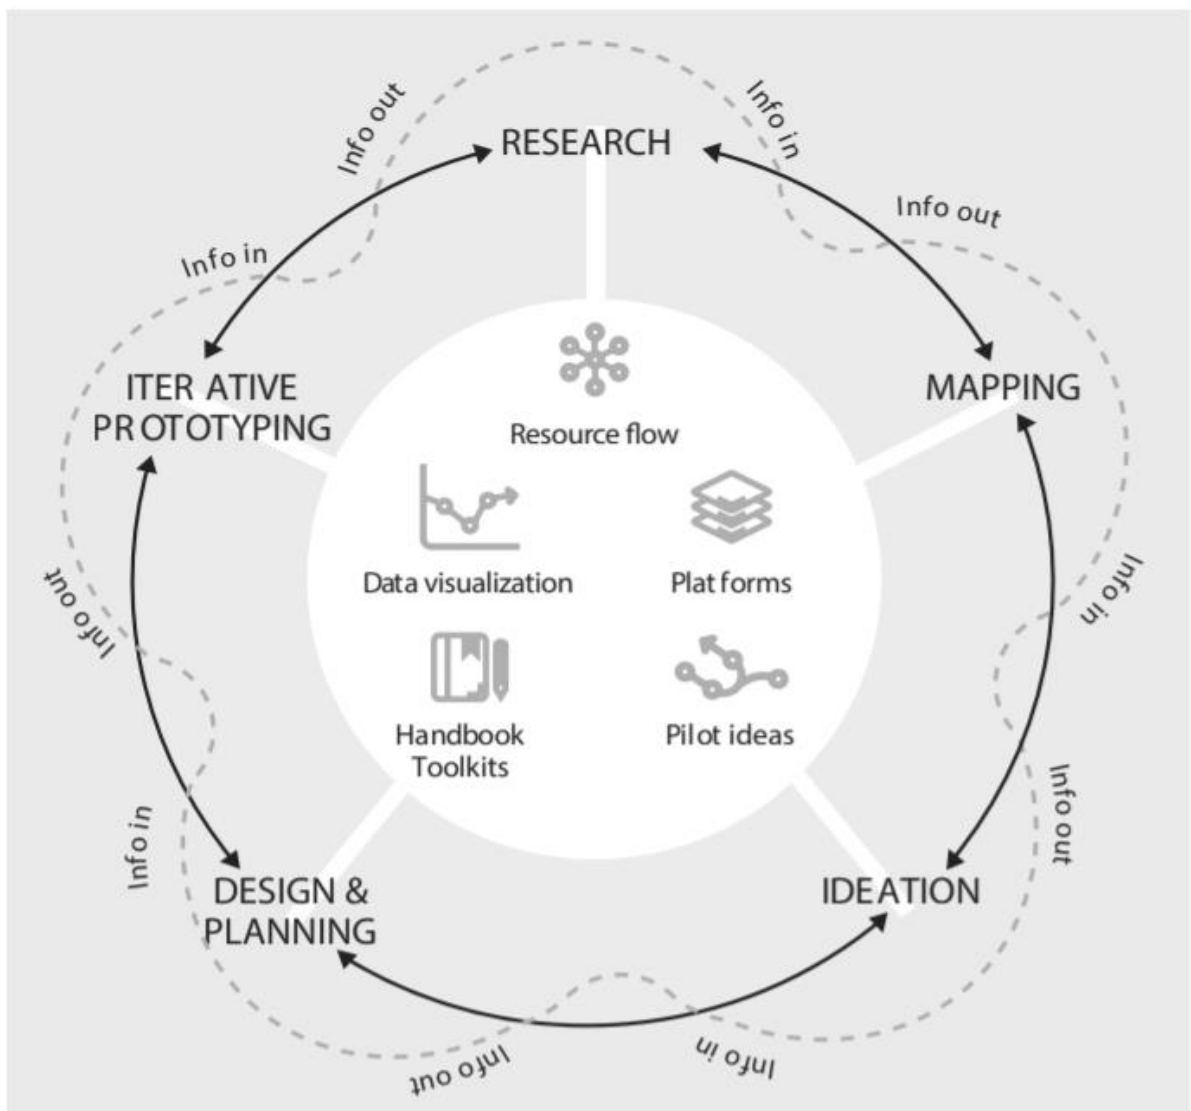 Info out
Info in
RESEARCH
Info out
Info in
ITER ATIVE
PR OTOTYPING
MAPPING
Resource flow
Data visualization
Plat forms
Info out
Info in
Handbook
Toolkits
Pilot ideas
Info in
Info out
DESIGN &
PLANNING
IDEATION
Info out
Info in